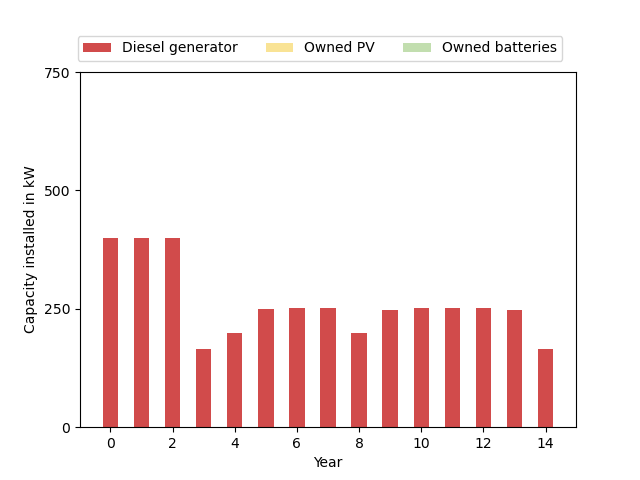 Diesel generator Owned PV Owned batteries
750
500
250
0
Capacity installed in kW
0 2 4 6 8 10 12 14
Year